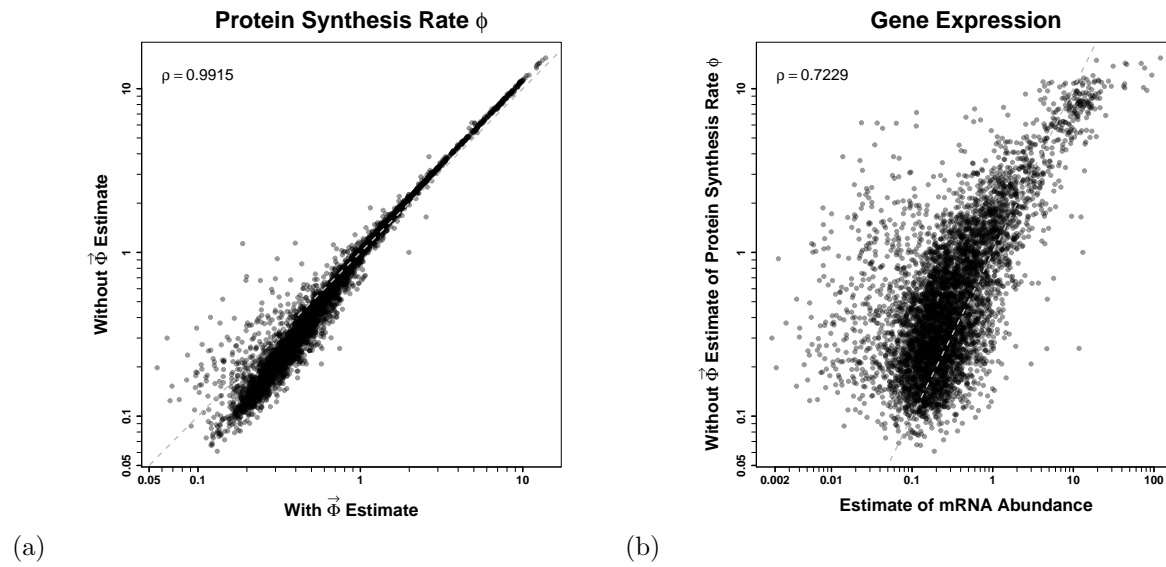 Protein Synthesis Rate ϕ
ρ = 0.9915
Without Φ⃗ Estimate
10
1
0.1
0.05
0.05 0.1 1 10
With Φ⃗ Estimate
(a)
Gene Expression
ρ = 0.7229
Without Φ⃗ Estimate of Protein Synthesis Rate ϕ
10
1
0.1
0.05
0.002 0.01 0.1 1 10 100
Estimate of mRNA Abundance
(b)